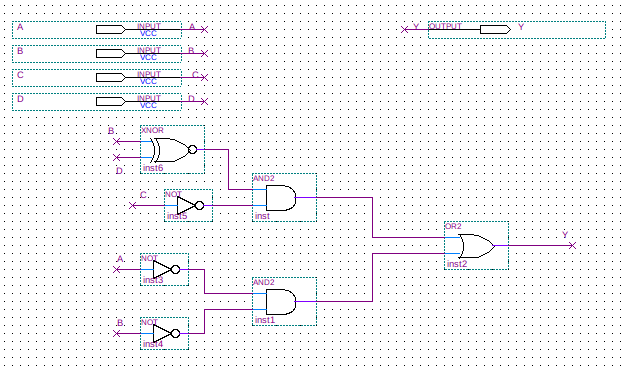 A INPUT VCC A
Y OUTPUT Y
B INPUT VCC B
C INPUT VCC C
D INPUT VCC D
B XNOR
D inst6
AND2
C NOT
inst5 inst
OR2
Y
inst2
A NOT
inst3
AND2
B NOT
inst1
inst4